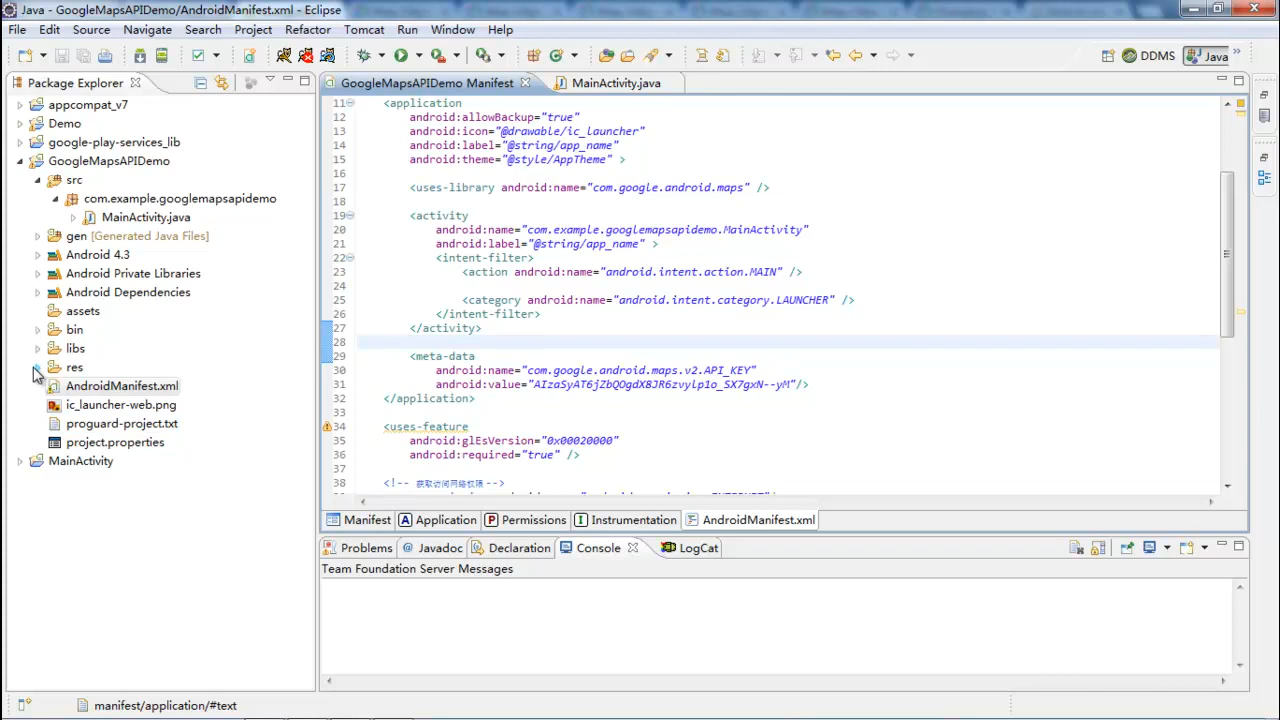 Java - GoogleMapsAPIDemo/AndroidManifest.xml - Eclipse
File Edit Source Navigate Search Project Refactor Tomcat Run Window Help
DDMS Java
Package Explorer
appcompat_v7
Demo
google-play-services_lib
GoogleMapsAPIDemo
src
com.example.googlemapsapidemo
MainActivity.java
gen [Generated Java Files]
Android 4.3
Android Private Libraries
Android Dependencies
assets
bin
libs
res
AndroidManifest.xml
ic_launcher-web.png
proguard-project.txt
project.properties
MainActivity
GoogleMapsAPIDemo Manifest MainActivity.java
11 <application
12 android:allowBackup="true"
13 android:icon="@drawable/ic_launcher"
14 android:label="@string/app_name"
15 android:theme="@style/AppTheme" >
16
17 <uses-library android:name="com.google.android.maps" />
18
19 <activity
20 android:name="com.example.googlemapsapidemo.MainActivity"
21 android:label="@string/app_name" >
22 <intent-filter>
23 <action android:name="android.intent.action.MAIN" />
24
25 <category android:name="android.intent.category.LAUNCHER" />
26 </intent-filter>
27 </activity>
28
29 <meta-data
30 android:name="com.google.android.maps.v2.API_KEY"
31 android:value="AIzaSyAT6jZbQOgdX8JR6zvylp1o_SX7gxN--yM"/>
32 </application>
33
34 <uses-feature
35 android:glEsVersion="0x00020000"
36 android:required="true" />
37
38 <!-- 获取访问网络权限 -->
Manifest Application Permissions Instrumentation AndroidManifest.xml
Problems Javadoc Declaration Console LogCat
Team Foundation Server Messages
manifest/application/#text